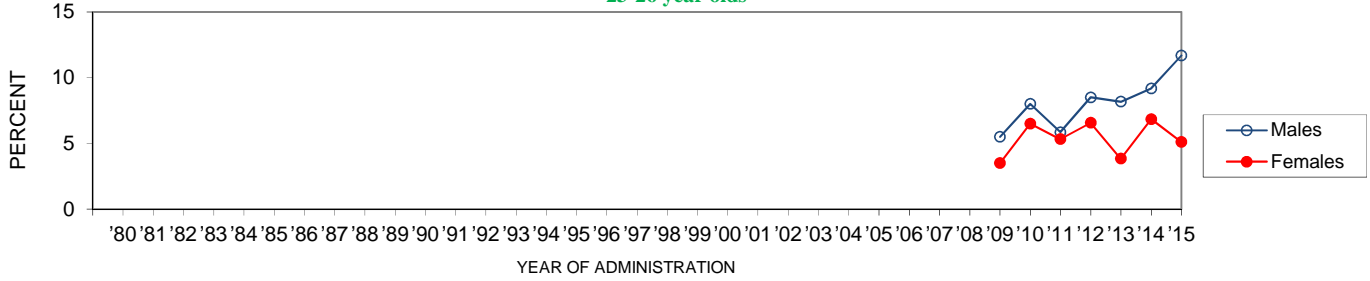 15
10
5
0
PERCENT
'80 '81 '82 '83 '84 '85 '86 '87 '88 '89 '90 '91 '92 '93 '94 '95 '96 '97 '98 '99 '00 '01 '02 '03 '04 '05 '06 '07 '08 '09 '10 '11 '12 '13 '14 '15
YEAR OF ADMINISTRATION
Males
Females